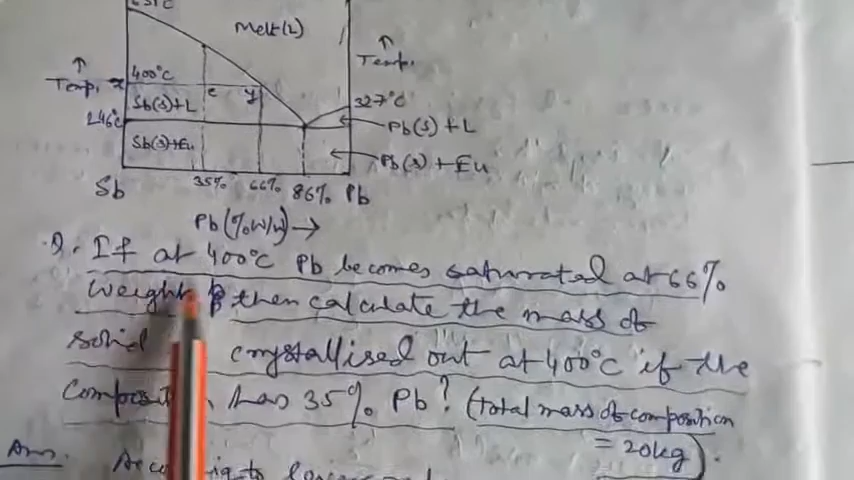 631°C
Melt(L)
↑
Temp.
↑
Temp.
400°C
x
e
y
Sb(s)+L
327°C
246°C
Pb(s)+L
Sb(s)+Eu
Pb(s)+Eu
Sb
35%
66%
86%
Pb
Pb(%W/W)→
Q. If at 400°C Pb becomes saturated at 66%
weight then calculate the mass of
solid crystallised out at 400°C if the
has 35% Pb? (total mass of composition
= 20kg).
Ans.